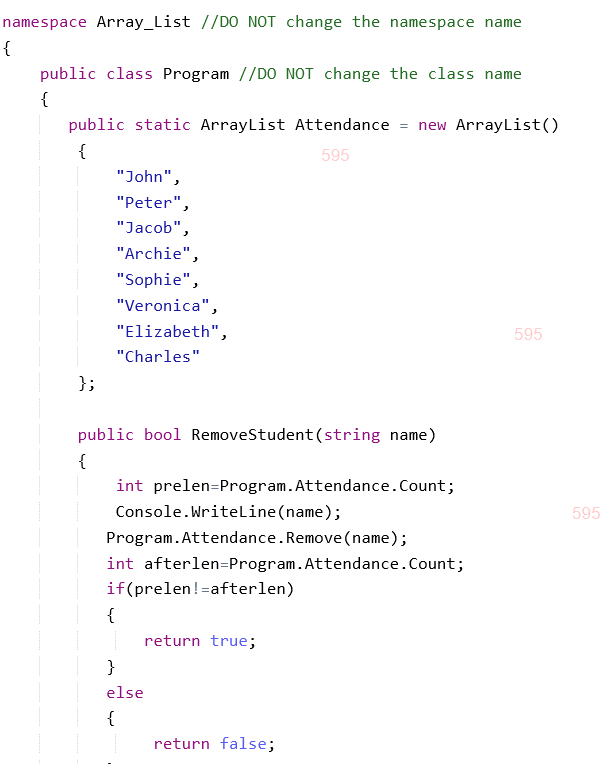 namespace Array_List //DO NOT change the namespace name
{
public class Program //DO NOT change the class name
{
public static ArrayList Attendance = new ArrayList()
{
595
"John",
"Peter",
"Jacob",
"Archie",
"Sophie",
"Veronica",
"Elizabeth",
595
"Charles"
};
public bool RemoveStudent(string name)
{
int prelen=Program.Attendance.Count;
Console.WriteLine(name);
595
Program.Attendance.Remove(name);
int afterlen=Program.Attendance.Count;
if(prelen!=afterlen)
{
return true;
}
else
{
return false;